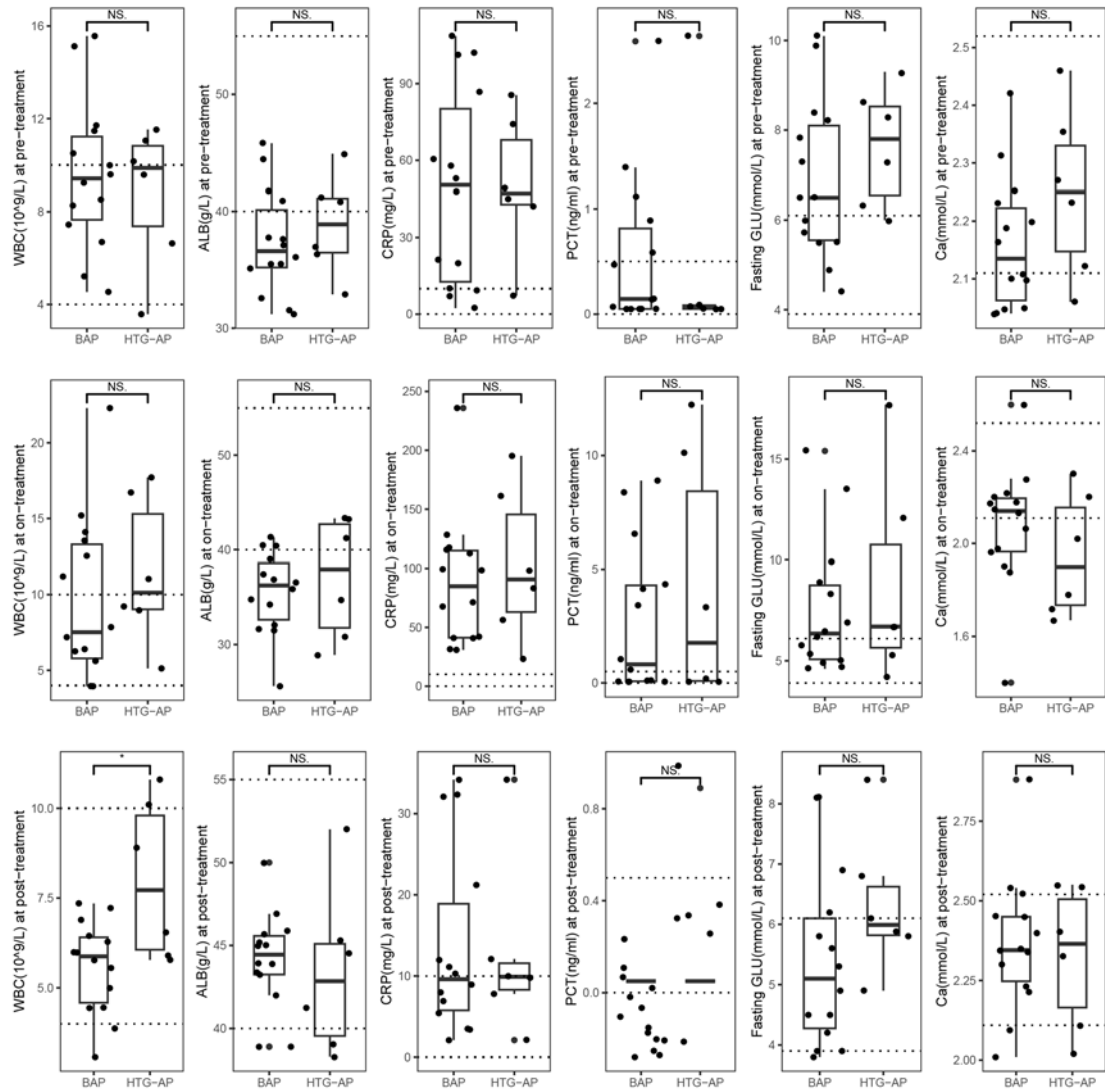 WBC(10^9/L) at pre-treatment
16
12
8
4
NS.
BAP
HTG-AP
ALB(g/L) at pre-treatment
50
40
30
NS.
BAP
HTG-AP
CRP(mg/L) at pre-treatment
90
60
30
0
NS.
BAP
HTG-AP
PCT(ng/ml) at pre-treatment
2
1
0
NS.
BAP
HTG-AP
Fasting GLU(mmol/L) at pre-treatment
10
8
6
4
NS.
BAP
HTG-AP
Ca(mmol/L) at pre-treatment
2.5
2.4
2.3
2.2
2.1
NS.
BAP
HTG-AP
WBC(10^9/L) at on-treatment
20
15
10
5
NS.
BAP
HTG-AP
ALB(g/L) at on-treatment
50
40
30
NS.
BAP
HTG-AP
CRP(mg/L) at on-treatment
250
200
150
100
50
0
NS.
BAP
HTG-AP
PCT(ng/ml) at on-treatment
10
5
0
NS.
BAP
HTG-AP
Fasting GLU(mmol/L) at on-treatment
15
10
5
NS.
BAP
HTG-AP
Ca(mmol/L) at on-treatment
2.4
2.0
1.6
NS.
BAP
HTG-AP
WBC(10^9/L) at post-treatment
10.0
7.5
5.0
*
BAP
HTG-AP
ALB(g/L) at post-treatment
55
50
45
40
NS.
BAP
HTG-AP
CRP(mg/L) at post-treatment
30
20
10
0
NS.
BAP
HTG-AP
PCT(ng/ml) at post-treatment
0.8
0.4
0.0
NS.
BAP
HTG-AP
Fasting GLU(mmol/L) at post-treatment
8
7
6
5
4
NS.
BAP
HTG-AP
Ca(mmol/L) at post-treatment
2.75
2.50
2.25
2.00
NS.
BAP
HTG-AP